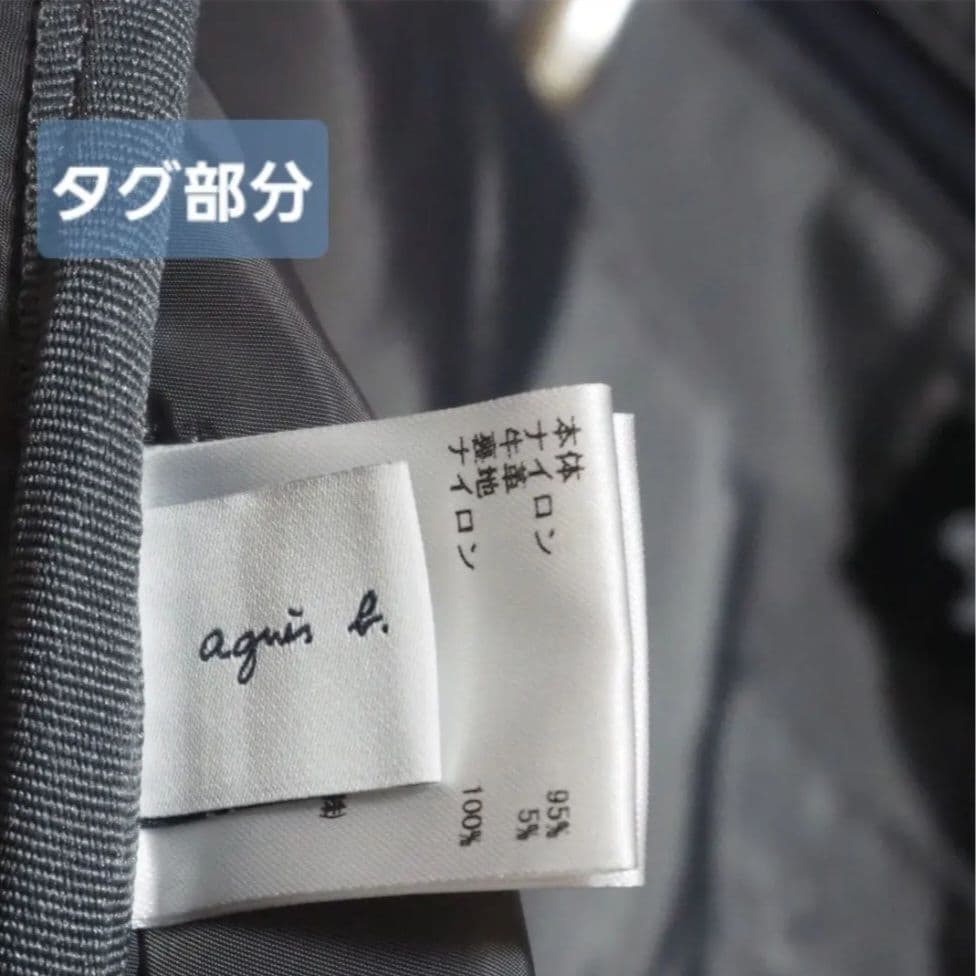 タグ部分
本体
ナイロン 95%
牛革 5%
裏地
ナイロン 100%
agnès b.